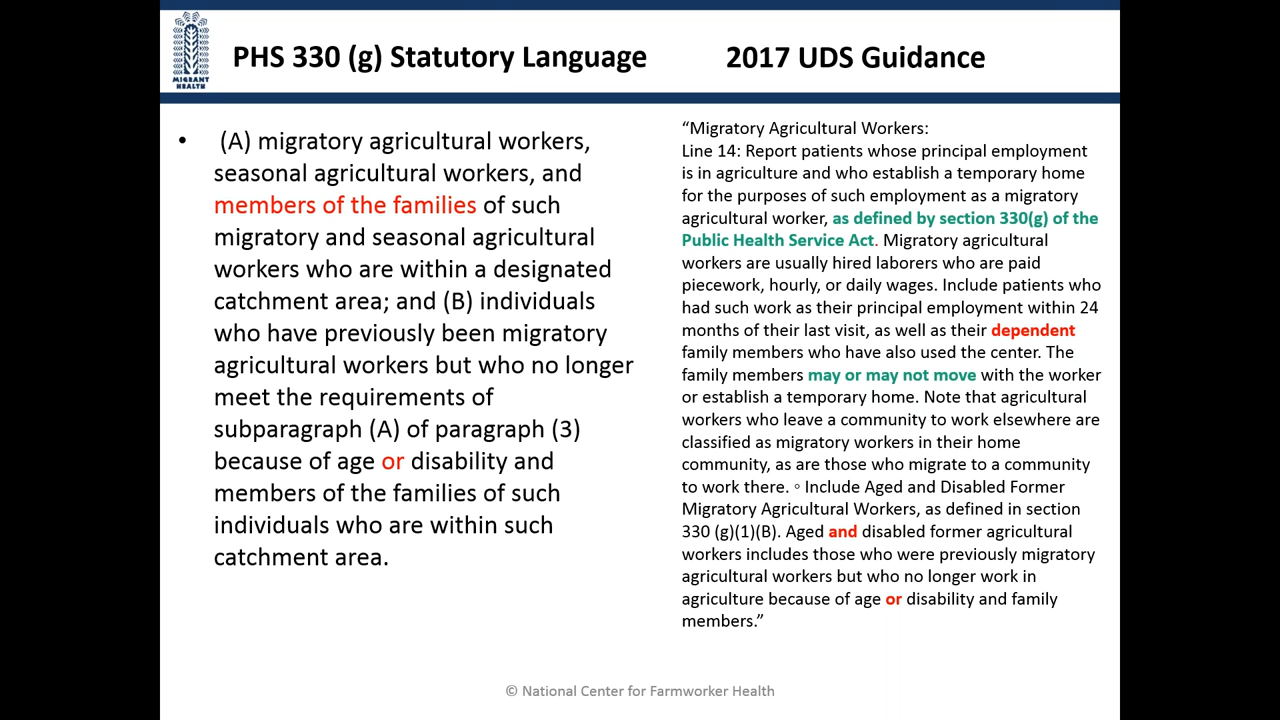 MIGRANT
HEALTH
PHS 330 (g) Statutory Language
2017 UDS Guidance
• (A) migratory agricultural workers,
seasonal agricultural workers, and
members of the families of such
migratory and seasonal agricultural
workers who are within a designated
catchment area; and (B) individuals
who have previously been migratory
agricultural workers but who no longer
meet the requirements of
subparagraph (A) of paragraph (3)
because of age or disability and
members of the families of such
individuals who are within such
catchment area.
“Migratory Agricultural Workers:
Line 14: Report patients whose principal employment
is in agriculture and who establish a temporary home
for the purposes of such employment as a migratory
agricultural worker, as defined by section 330(g) of the
Public Health Service Act. Migratory agricultural
workers are usually hired laborers who are paid
piecework, hourly, or daily wages. Include patients who
had such work as their principal employment within 24
months of their last visit, as well as their dependent
family members who have also used the center. The
family members may or may not move with the worker
or establish a temporary home. Note that agricultural
workers who leave a community to work elsewhere are
classified as migratory workers in their home
community, as are those who migrate to a community
to work there. ◦ Include Aged and Disabled Former
Migratory Agricultural Workers, as defined in section
330 (g)(1)(B). Aged and disabled former agricultural
workers includes those who were previously migratory
agricultural workers but who no longer work in
agriculture because of age or disability and family
members.”
© National Center for Farmworker Health